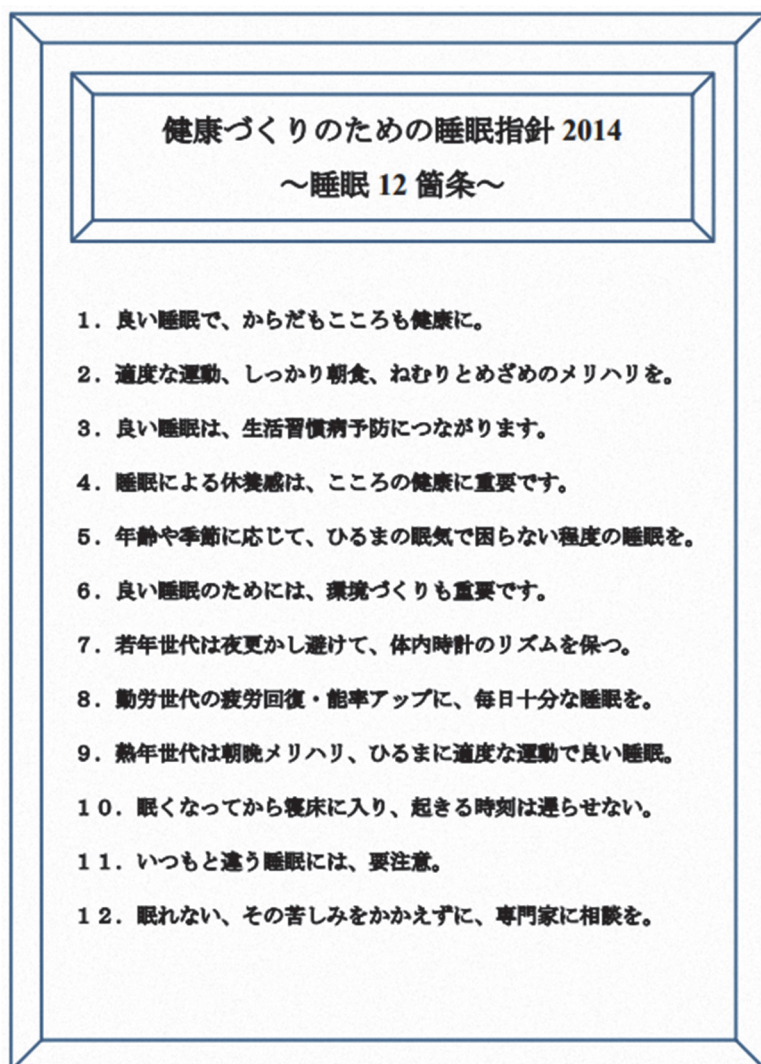 健康づくりのための睡眠指針 2014
～睡眠 12 箇条～
１．良い睡眠で、からだもこころも健康に。
２．適度な運動、しっかり朝食、ねむりとめざめのメリハリを。
３．良い睡眠は、生活習慣病予防につながります。
４．睡眠による休養感は、こころの健康に重要です。
５．年齢や季節に応じて、ひるまの眠気で困らない程度の睡眠を。
６．良い睡眠のためには、環境づくりも重要です。
７．若年世代は夜更かし避けて、体内時計のリズムを保つ。
８．勤労世代の疲労回復・能率アップに、毎日十分な睡眠を。
９．熟年世代は朝晩メリハリ、ひるまに適度な運動で良い睡眠。
１０．眠くなってから寝床に入り、起きる時刻は遅らせない。
１１．いつもと違う睡眠には、要注意。
１２．眠れない、その苦しみをかかえずに、専門家に相談を。